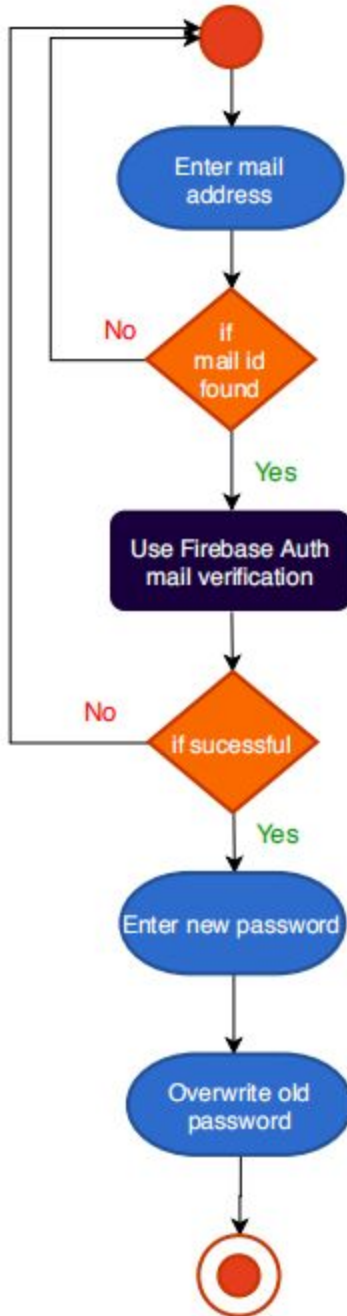 Enter mail
address
No
if
mail id
found
Yes
Use Firebase Auth
mail verification
No
if sucessful
Yes
Enter new password
Overwrite old
password